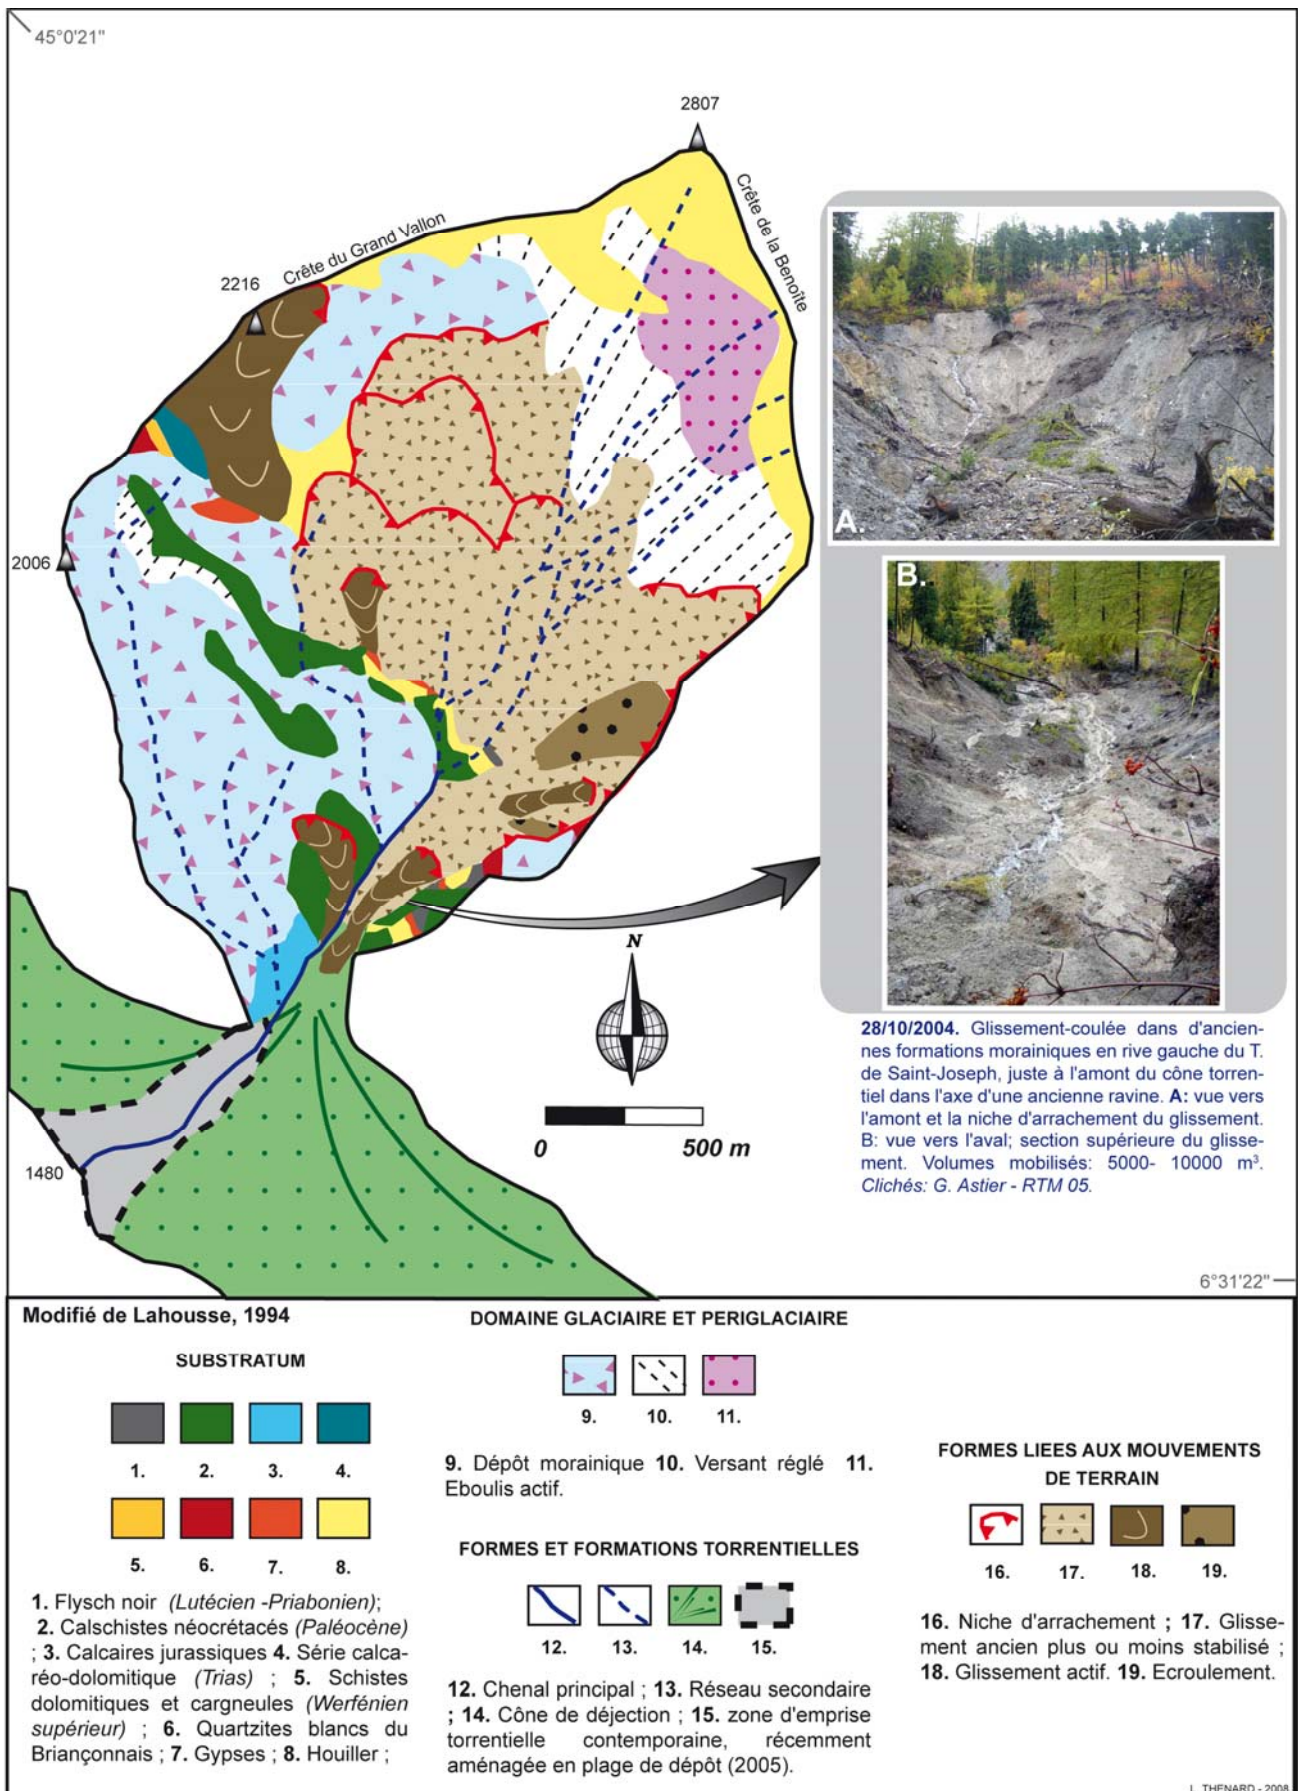 45°0'21"
2807
Crête du Grand Vallon
Crête de la Benoîte
2216
2006
A.
B.
N
0 500 m
1480
28/10/2004. Glissement-coulée dans d'ancien-
nes formations morainiques en rive gauche du T.
de Saint-Joseph, juste à l'amont du cône torren-
tiel dans l'axe d'une ancienne ravine. A: vue vers
l'amont et la niche d'arrachement du glissement.
B: vue vers l'aval; section supérieure du glisse-
ment. Volumes mobilisés: 5000- 10000 m³.
Clichés: G. Astier - RTM 05.
6°31'22"
Modifié de Lahousse, 1994
SUBSTRATUM
1. 2. 3. 4.
5. 6. 7. 8.
1. Flysch noir (Lutécien -Priabonien);
2. Calschistes néocrétacés (Paléocène)
; 3. Calcaires jurassiques 4. Série calca-
réo-dolomitique (Trias) ; 5. Schistes
dolomitiques et cargneules (Werfénien
supérieur) ; 6. Quartzites blancs du
Briançonnais ; 7. Gypses ; 8. Houiller ;
DOMAINE GLACIAIRE ET PERIGLACIAIRE
9. 10. 11.
9. Dépôt morainique 10. Versant réglé 11.
Eboulis actif.
FORMES ET FORMATIONS TORRENTIELLES
12. 13. 14. 15.
12. Chenal principal ; 13. Réseau secondaire
; 14. Cône de déjection ; 15. zone d'emprise
torrentielle contemporaine, récemment
aménagée en plage de dépôt (2005).
FORMES LIEES AUX MOUVEMENTS
DE TERRAIN
16. 17. 18. 19.
16. Niche d'arrachement ; 17. Glisse-
ment ancien plus ou moins stabilisé ;
18. Glissement actif. 19. Ecroulement.
L. THENARD - 2008